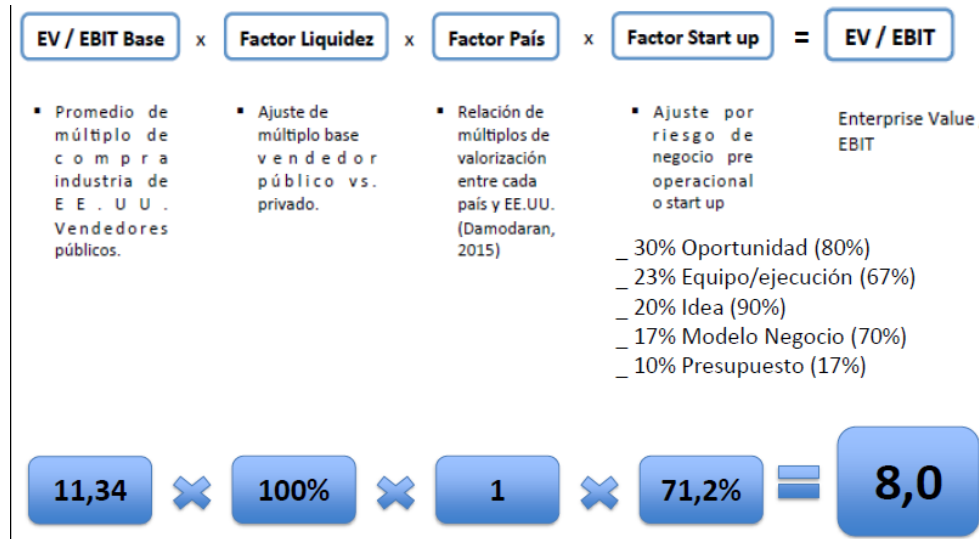 EV / EBIT Base x Factor Liquidez x Factor País x Factor Start up = EV / EBIT
▪ Promedio de
múltiplo de
c o m p r a
industria de
E E . U U .
Vendedores
públicos.
▪ Ajuste de
múltiplo base
v e n d e d o r
público vs.
privado.
▪ Relación de
múltiplos de
valorización
entre cada
país y EE.UU.
(Damodaran,
2015)
▪ Ajuste por
riesgo de
negocio pre
operacional
o start up
_ 30% Oportunidad (80%)
_ 23% Equipo/ejecución (67%)
_ 20% Idea (90%)
_ 17% Modelo Negocio (70%)
_ 10% Presupuesto (17%)
Enterprise Value
EBIT
11,34 × 100% × 1 × 71,2% = 8,0